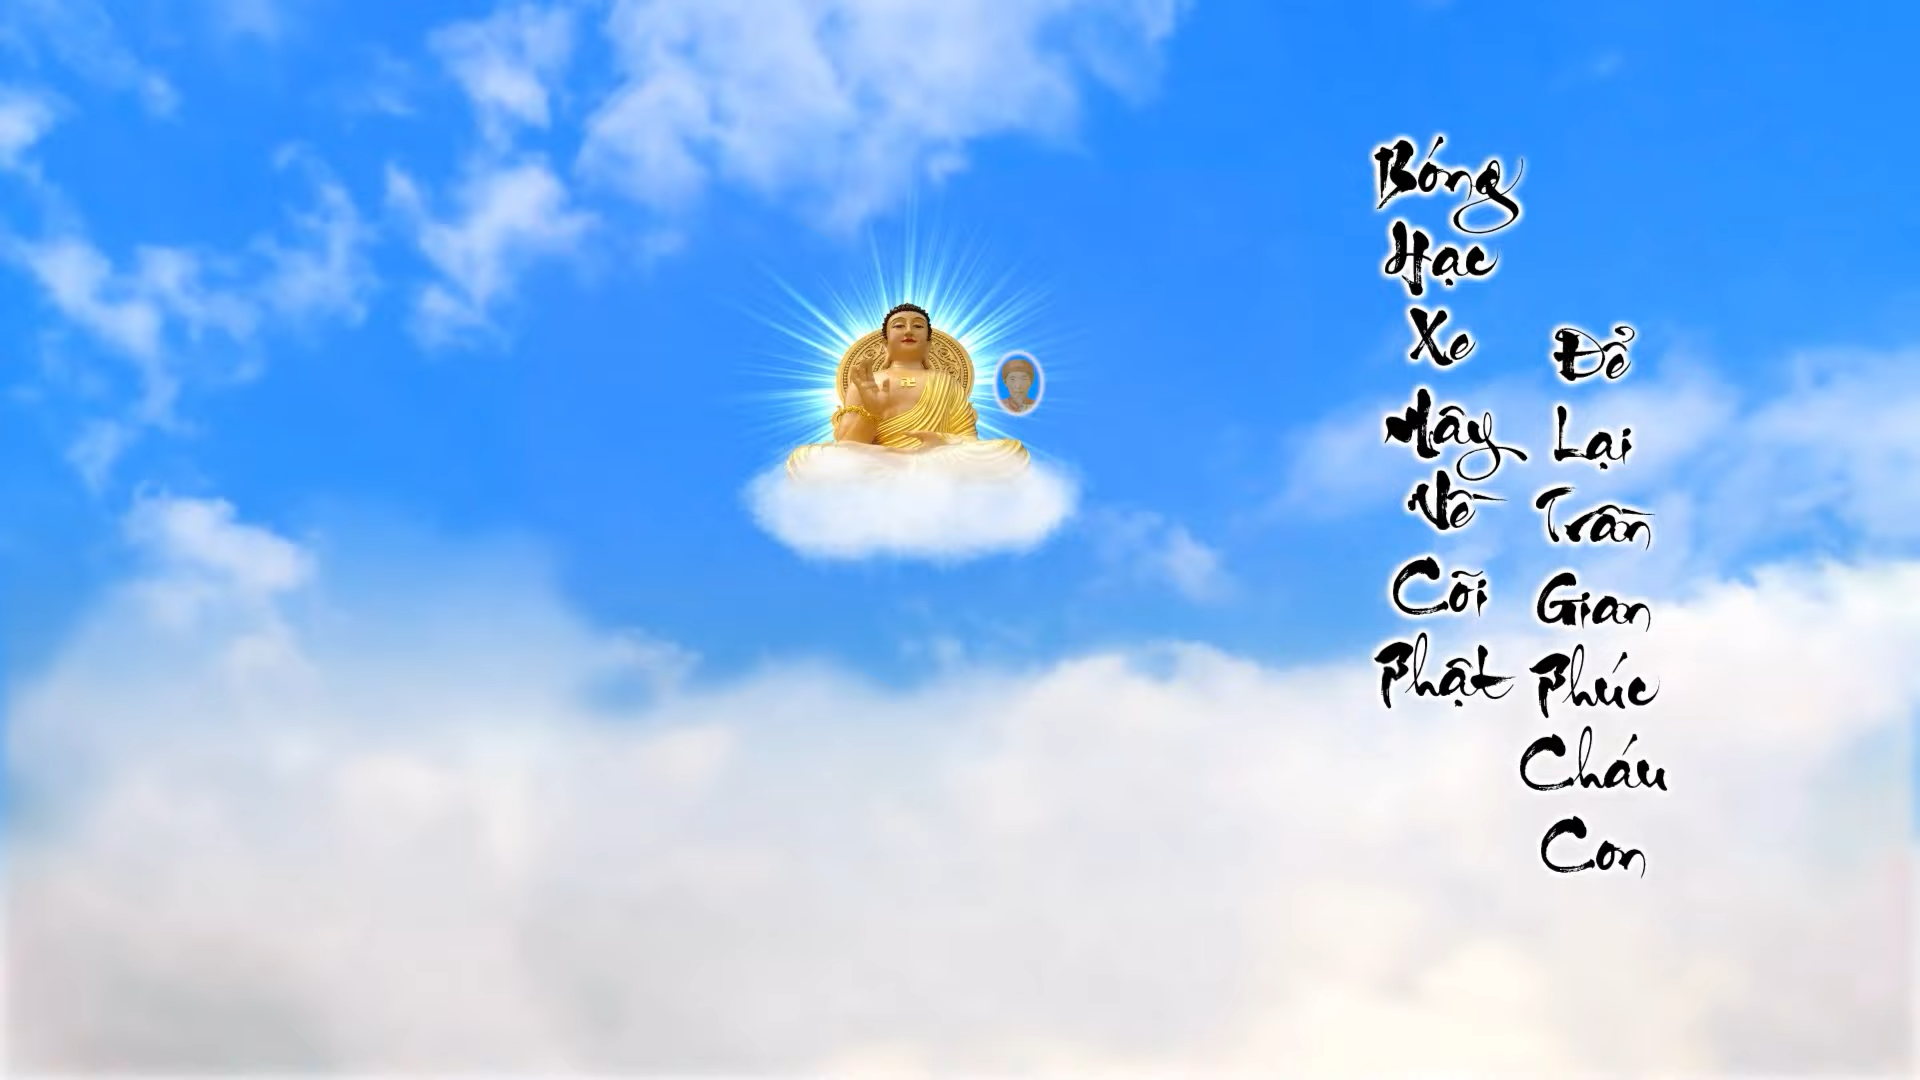 Bóng
Hạc
Xe
Mây
Về
Cõi
Phật
Để
Lại
Trần
Gian
Phúc
Cháu
Con